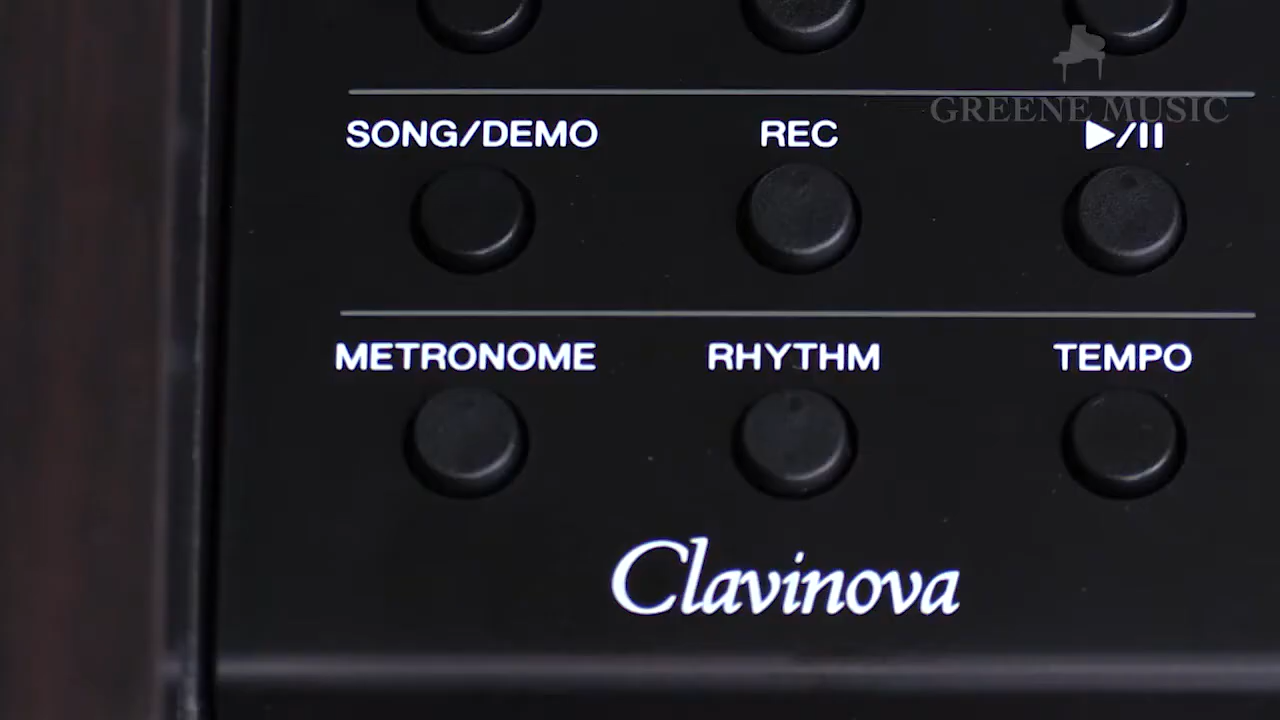 GREENE MUSIC
SONG/DEMO REC ▶/II
METRONOME RHYTHM TEMPO
Clavinova